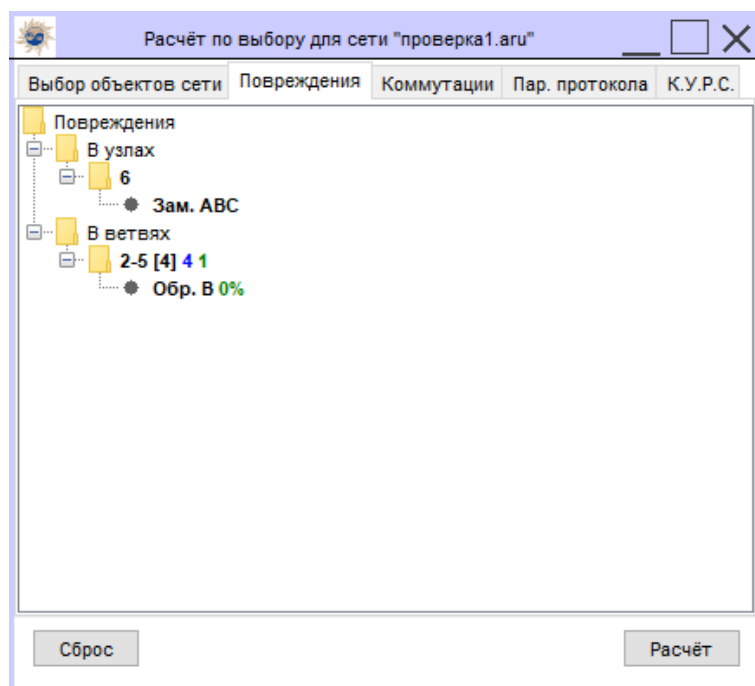 Расчёт по выбору для сети "проверка1.aru"
Выбор объектов сети Повреждения Коммутации Пар. протокола К.У.Р.С.
Повреждения
В узлах
6
Зам. ABC
В ветвях
2-5 [4] 4 1
Обр. B 0%
Сброс Расчёт